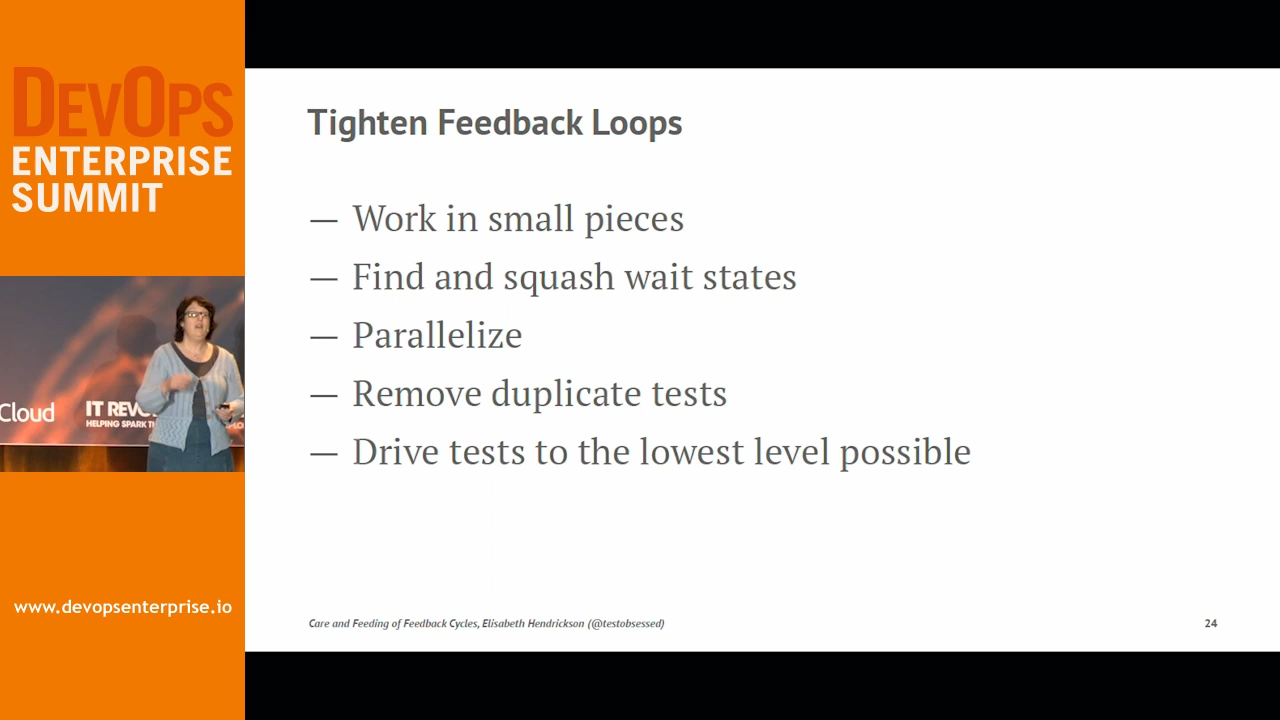 DEVOPS
ENTERPRISE
SUMMIT
Cloud
IT REVO
HELPING SPARK T
www.devopsenterprise.io
Tighten Feedback Loops
— Work in small pieces
— Find and squash wait states
— Parallelize
— Remove duplicate tests
— Drive tests to the lowest level possible
Care and Feeding of Feedback Cycles, Elisabeth Hendrickson (@testobsessed)
24